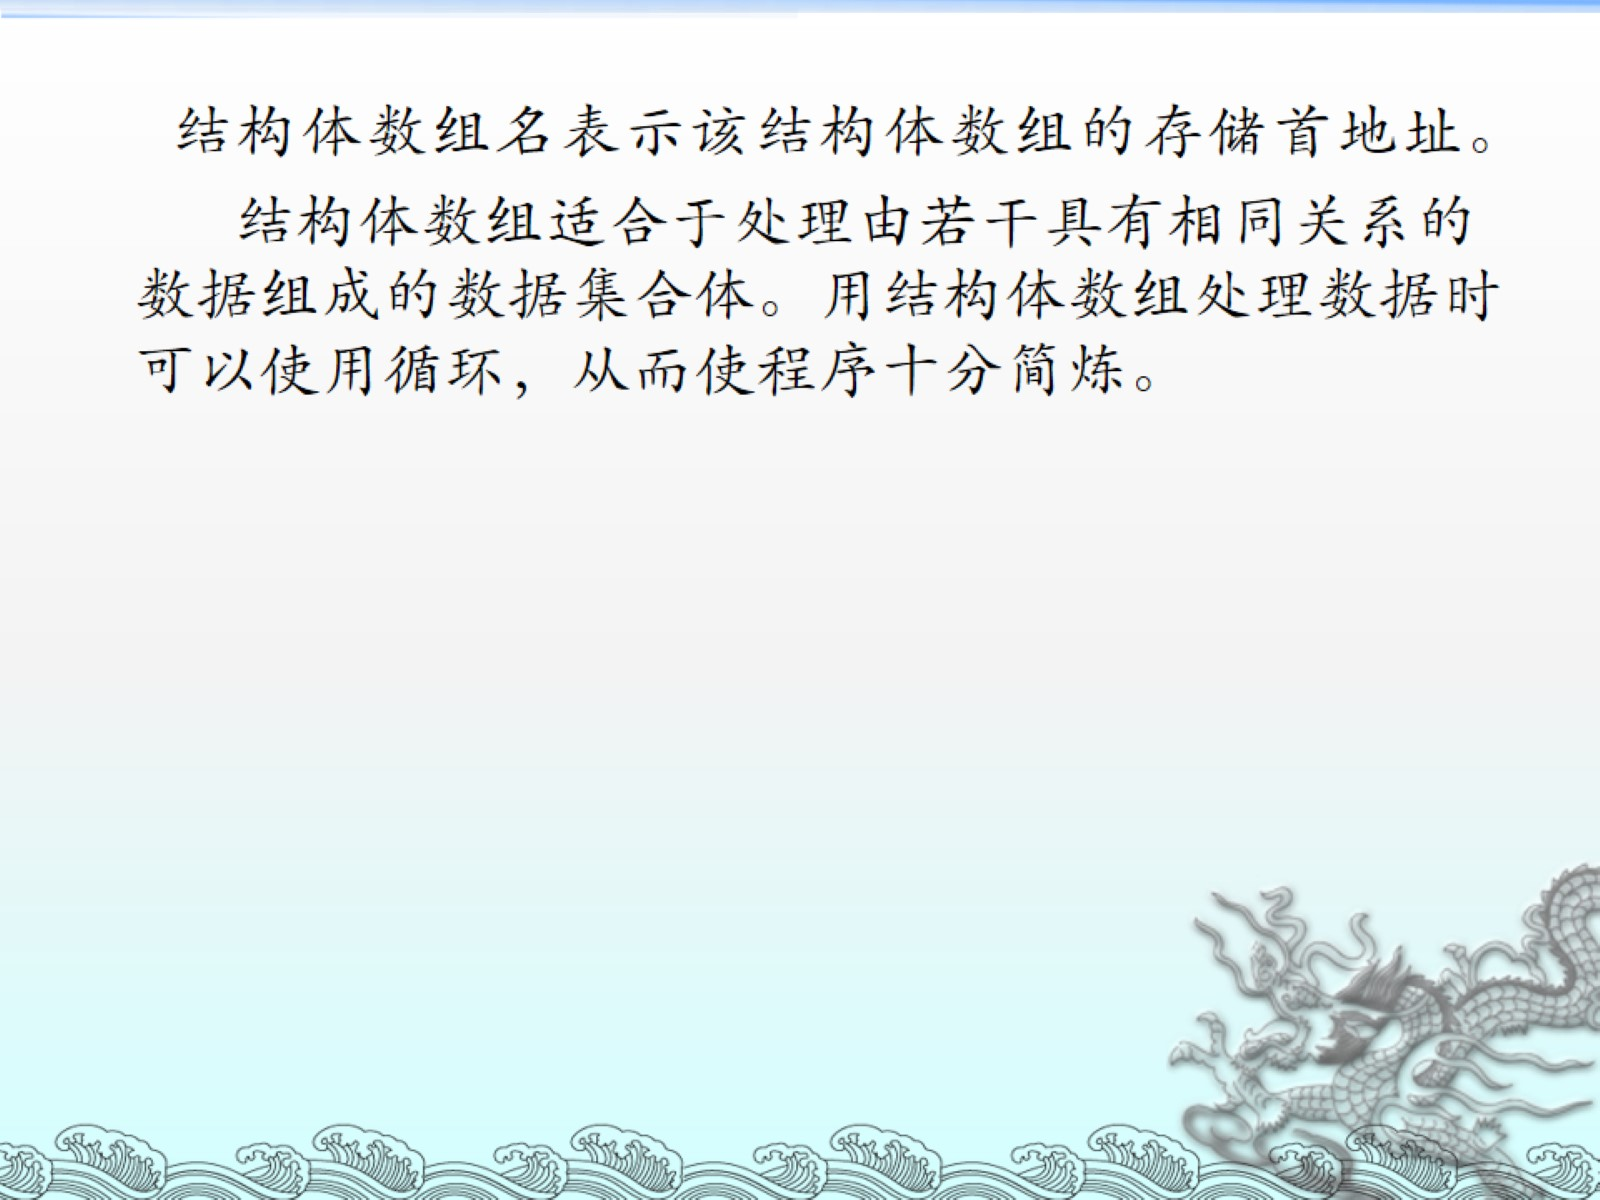 结构体数组名表示该结构体数组的存储首地址。
结构体数组适合于处理由若干具有相同关系的
数据组成的数据集合体。用结构体数组处理数据时
可以使用循环，从而使程序十分简炼。